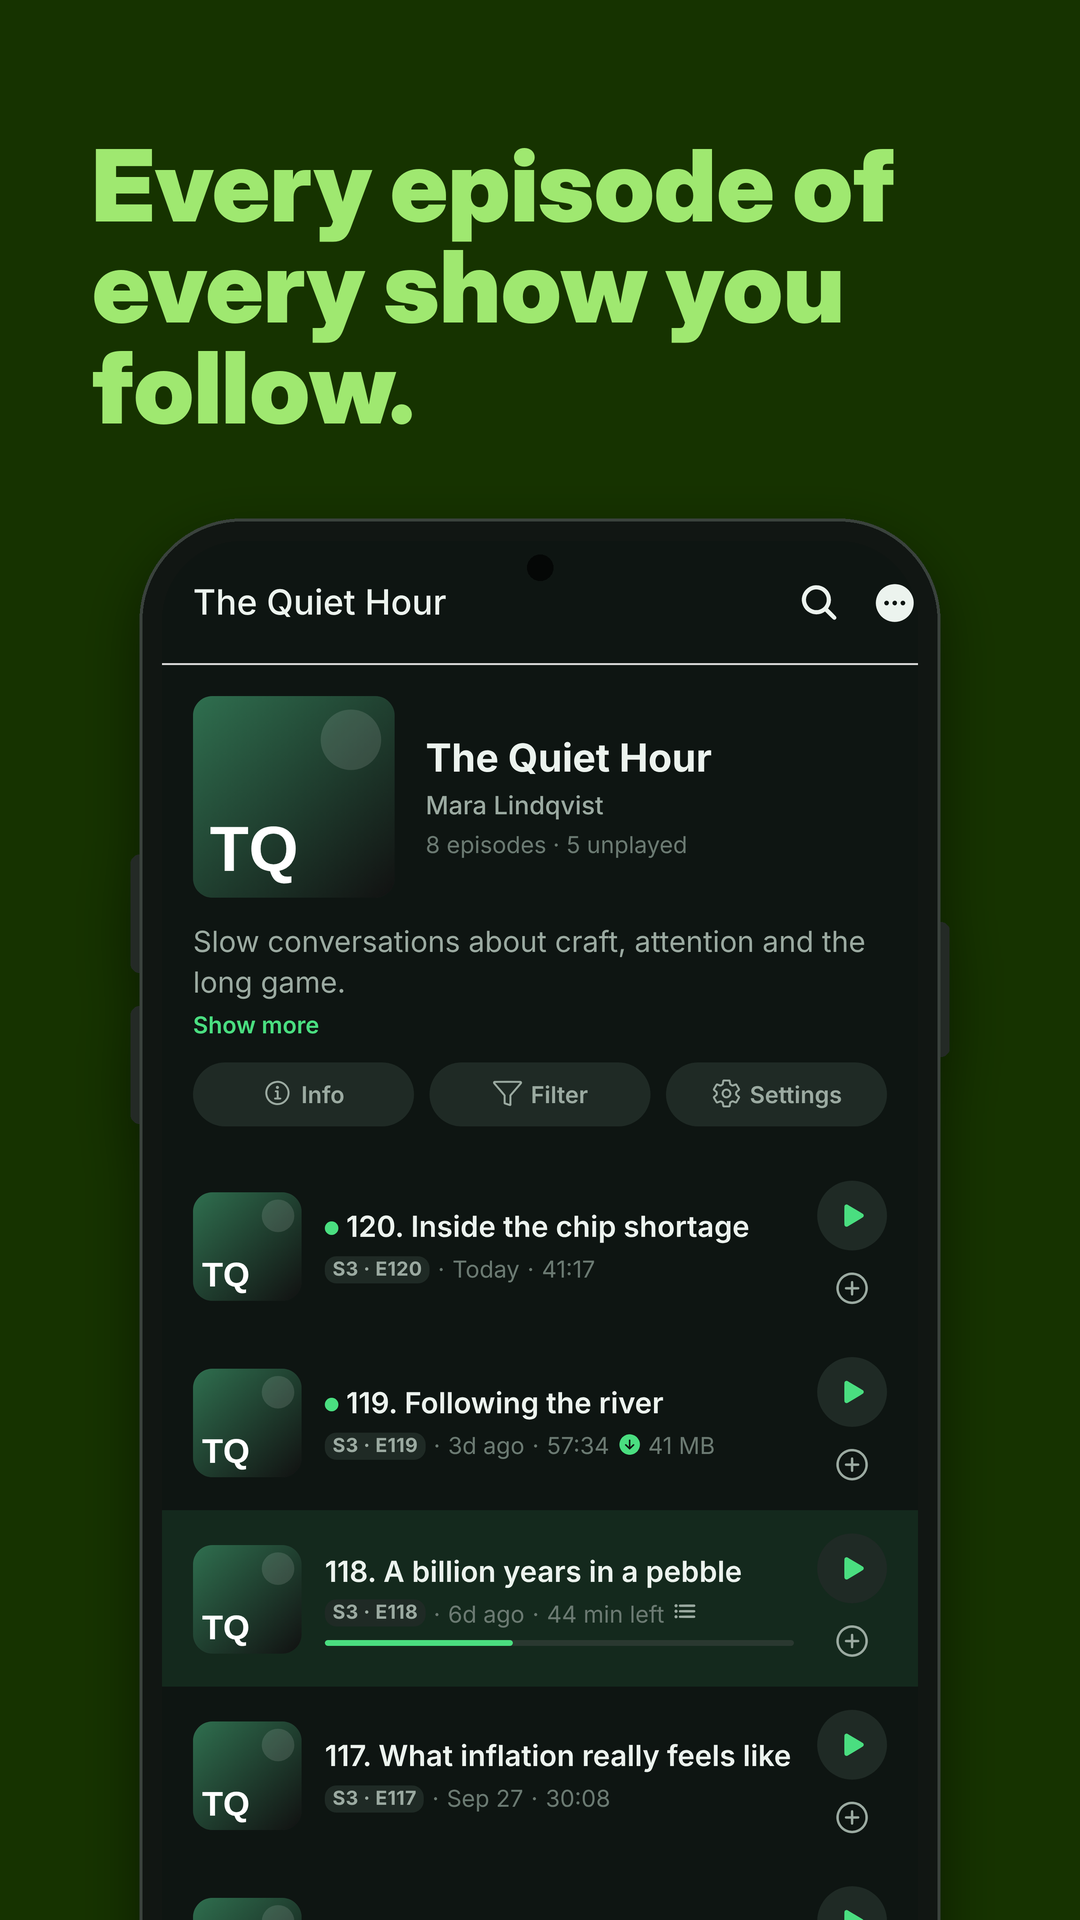 Every episode of
every show you
follow.
The Quiet Hour
TQ
The Quiet Hour
Mara Lindqvist
8 episodes · 5 unplayed
Slow conversations about craft, attention and the
long game.
Show more
Info
Filter
Settings
TQ
120. Inside the chip shortage
S3 · E120 · Today · 41:17
TQ
119. Following the river
S3 · E119 · 3d ago · 57:34 41 MB
TQ
118. A billion years in a pebble
S3 · E118 · 6d ago · 44 min left
TQ
117. What inflation really feels like
S3 · E117 · Sep 27 · 30:08